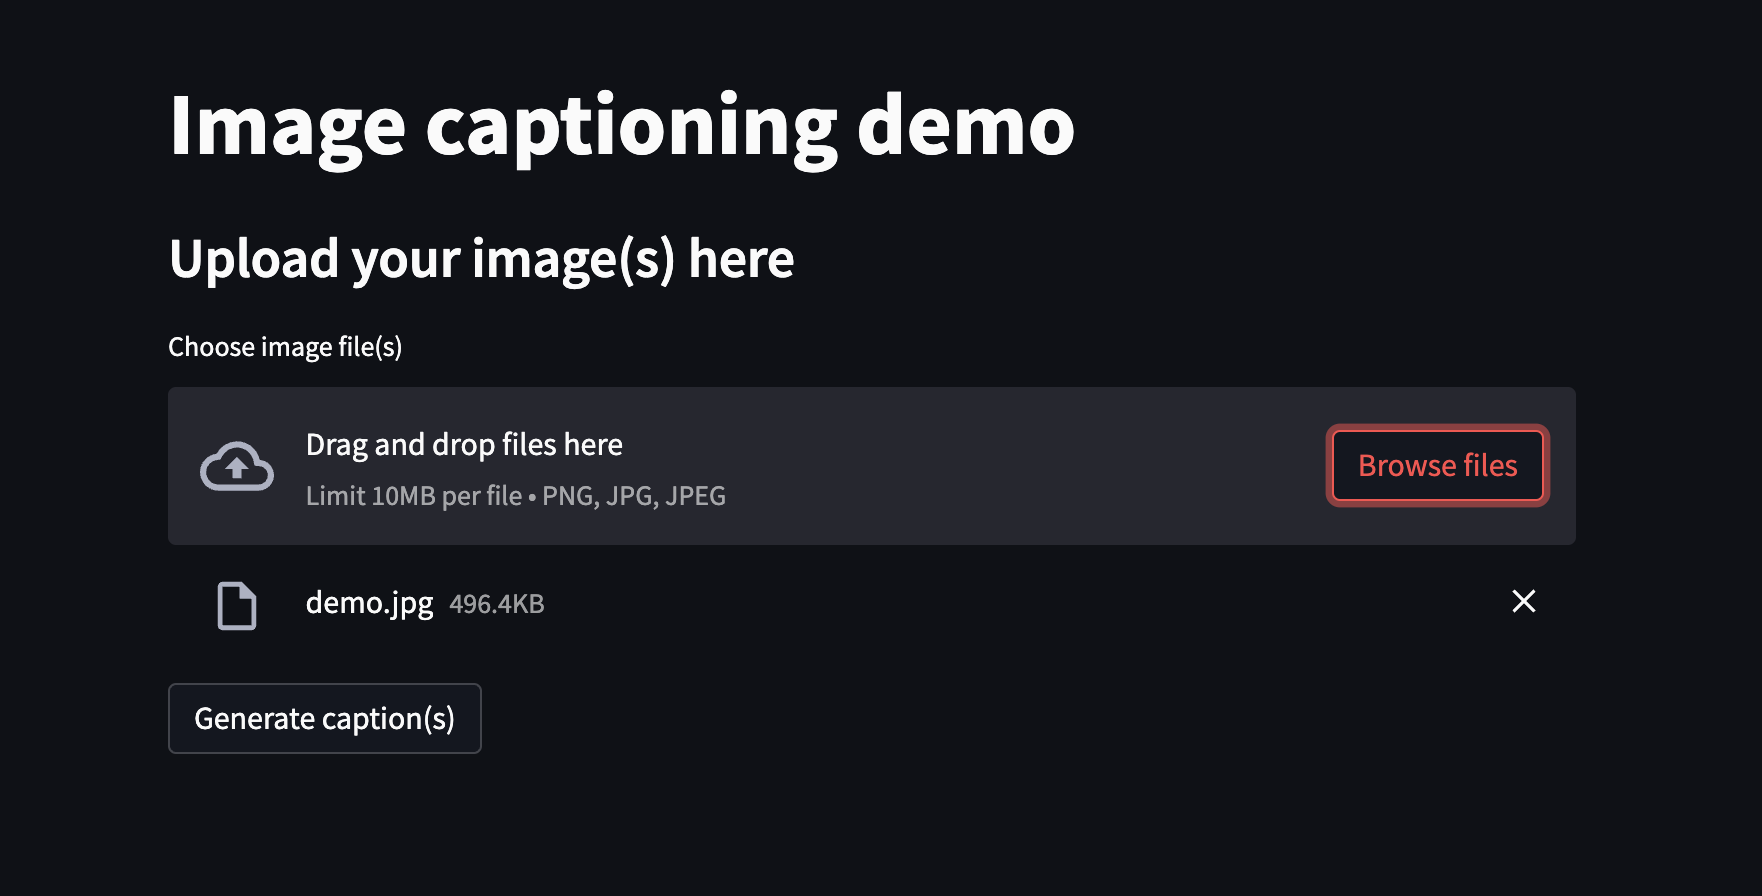 Image captioning demo
Upload your image(s) here
Choose image file(s)
Drag and drop files here
Limit 10MB per file • PNG, JPG, JPEG
Browse files
demo.jpg 496.4KB
Generate caption(s)